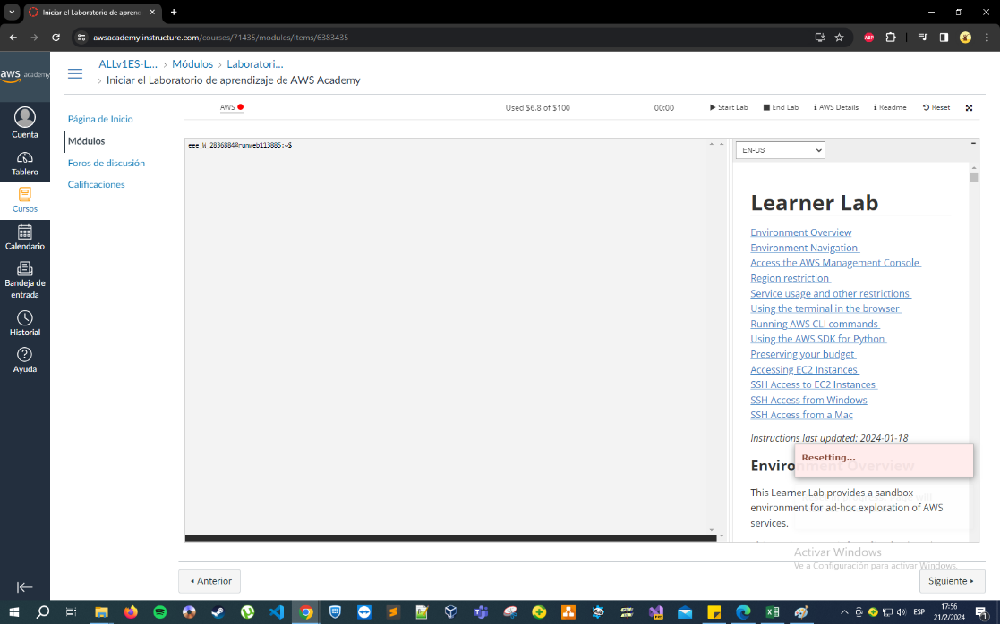 Iniciar el Laboratorio de aprend
awsacademy.instructure.com/courses/71435/modules/items/6383435
ABP
aws academy
ALLv1ES-L... > Módulos > Laboratori...
> Iniciar el Laboratorio de aprendizaje de AWS Academy
Cuenta
Tablero
Cursos
Calendario
Bandeja de
entrada
Historial
Ayuda
Página de Inicio
Módulos
Foros de discusión
Calificaciones
AWS
Used $6.8 of $100
00:00
Start Lab
End Lab
AWS Details
Readme
Reset
eee_W_2836884@runweb113885:~$
EN-US
Learner Lab
Environment Overview
Environment Navigation
Access the AWS Management Console
Region restriction
Service usage and other restrictions
Using the terminal in the browser
Running AWS CLI commands
Using the AWS SDK for Python
Preserving your budget
Accessing EC2 Instances
SSH Access to EC2 Instances
SSH Access from Windows
SSH Access from a Mac
Instructions last updated: 2024-01-18
Resetting...
Environment Overview
This Learner Lab provides a sandbox
environment for ad-hoc exploration of AWS
services.
Activar Windows
Ve a Configuración para activar Windows.
Anterior
Siguiente
ESP
17:56
21/2/2024